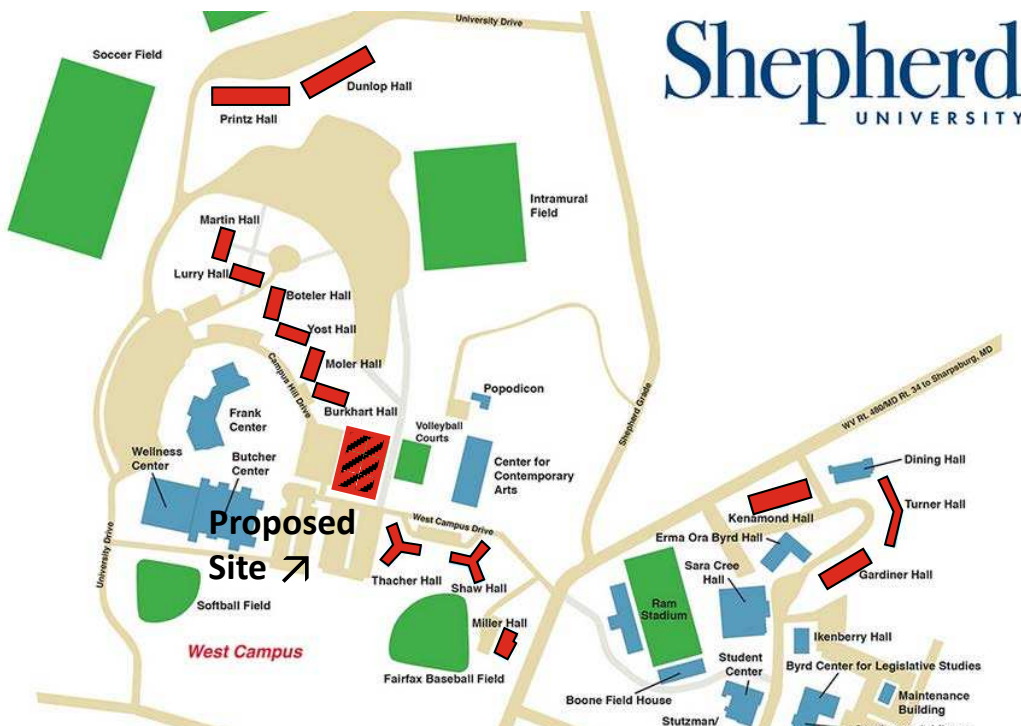 University Drive
Shepherd
UNIVERSITY
Soccer Field
Dunlop Hall
Printz Hall
Intramural
Field
Martin Hall
Lurry Hall
Boteler Hall
Yost Hall
Moler Hall
Campus Hill Drive
Burkhart Hall
Popodicon
Shepherd Grade
WV Rt. 480/MD Rt. 34 to Sharpsburg, MD
Frank
Center
Volleyball
Courts
Wellness
Center
Butcher
Center
Center for
Contemporary
Arts
Dining Hall
Turner Hall
Kenamond Hall
Proposed
Site
West Campus Drive
Erma Ora Byrd Hall
University Drive
Thacher Hall
Shaw Hall
Sara Cree
Hall
Gardiner Hall
Softball Field
Ram
Stadium
Miller Hall
Ikenberry Hall
West Campus
Fairfax Baseball Field
Student
Center
Byrd Center for Legislative Studies
Boone Field House
Maintenance
Building
Stutzman/